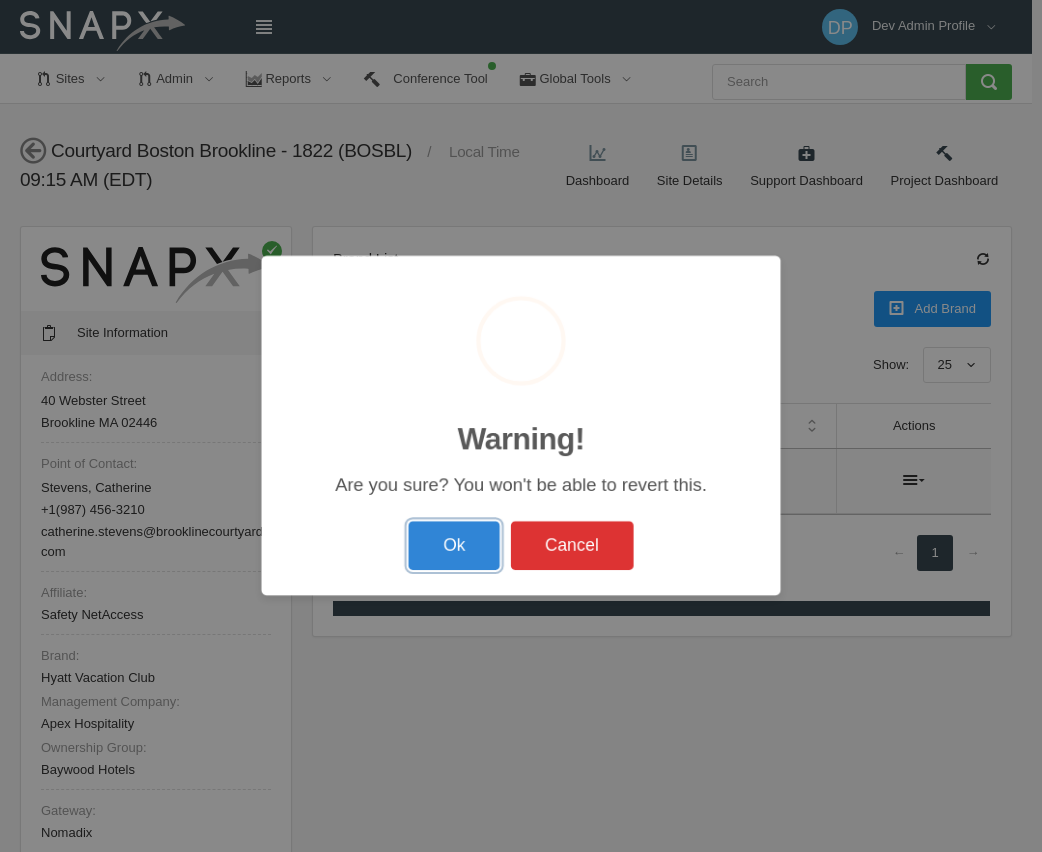 SNAPX
DP
Dev Admin Profile
Sites
Admin
Reports
Conference Tool
Global Tools
Search
Courtyard Boston Brookline - 1822 (BOSBL) / Local Time
09:15 AM (EDT)
Dashboard
Site Details
Support Dashboard
Project Dashboard
SNAPX
Site Information
Address:
40 Webster Street
Brookline MA 02446
Point of Contact:
Stevens, Catherine
+1(987) 456-3210
catherine.stevens@brooklinecourtyard
com
Affiliate:
Safety NetAccess
Brand:
Hyatt Vacation Club
Management Company:
Apex Hospitality
Ownership Group:
Baywood Hotels
Gateway:
Nomadix
Add Brand
Show:
25
Actions
← 1 →
Warning!
Are you sure? You won't be able to revert this.
Ok
Cancel